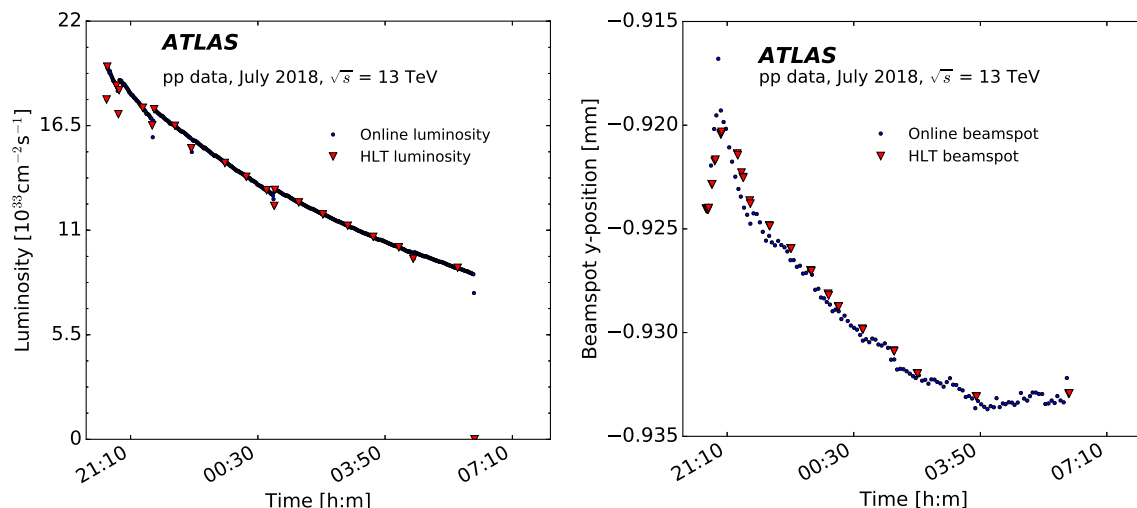 22
16.5
11
5.5
0
Luminosity [10³³cm⁻²s⁻¹]
ATLAS
pp data, July 2018, √s = 13 TeV
Online luminosity
HLT luminosity
21:10
00:30
03:50
07:10
Time [h:m]
−0.915
−0.920
−0.925
−0.930
−0.935
Beamspot y-position [mm]
ATLAS
pp data, July 2018, √s = 13 TeV
Online beamspot
HLT beamspot
21:10
00:30
03:50
07:10
Time [h:m]